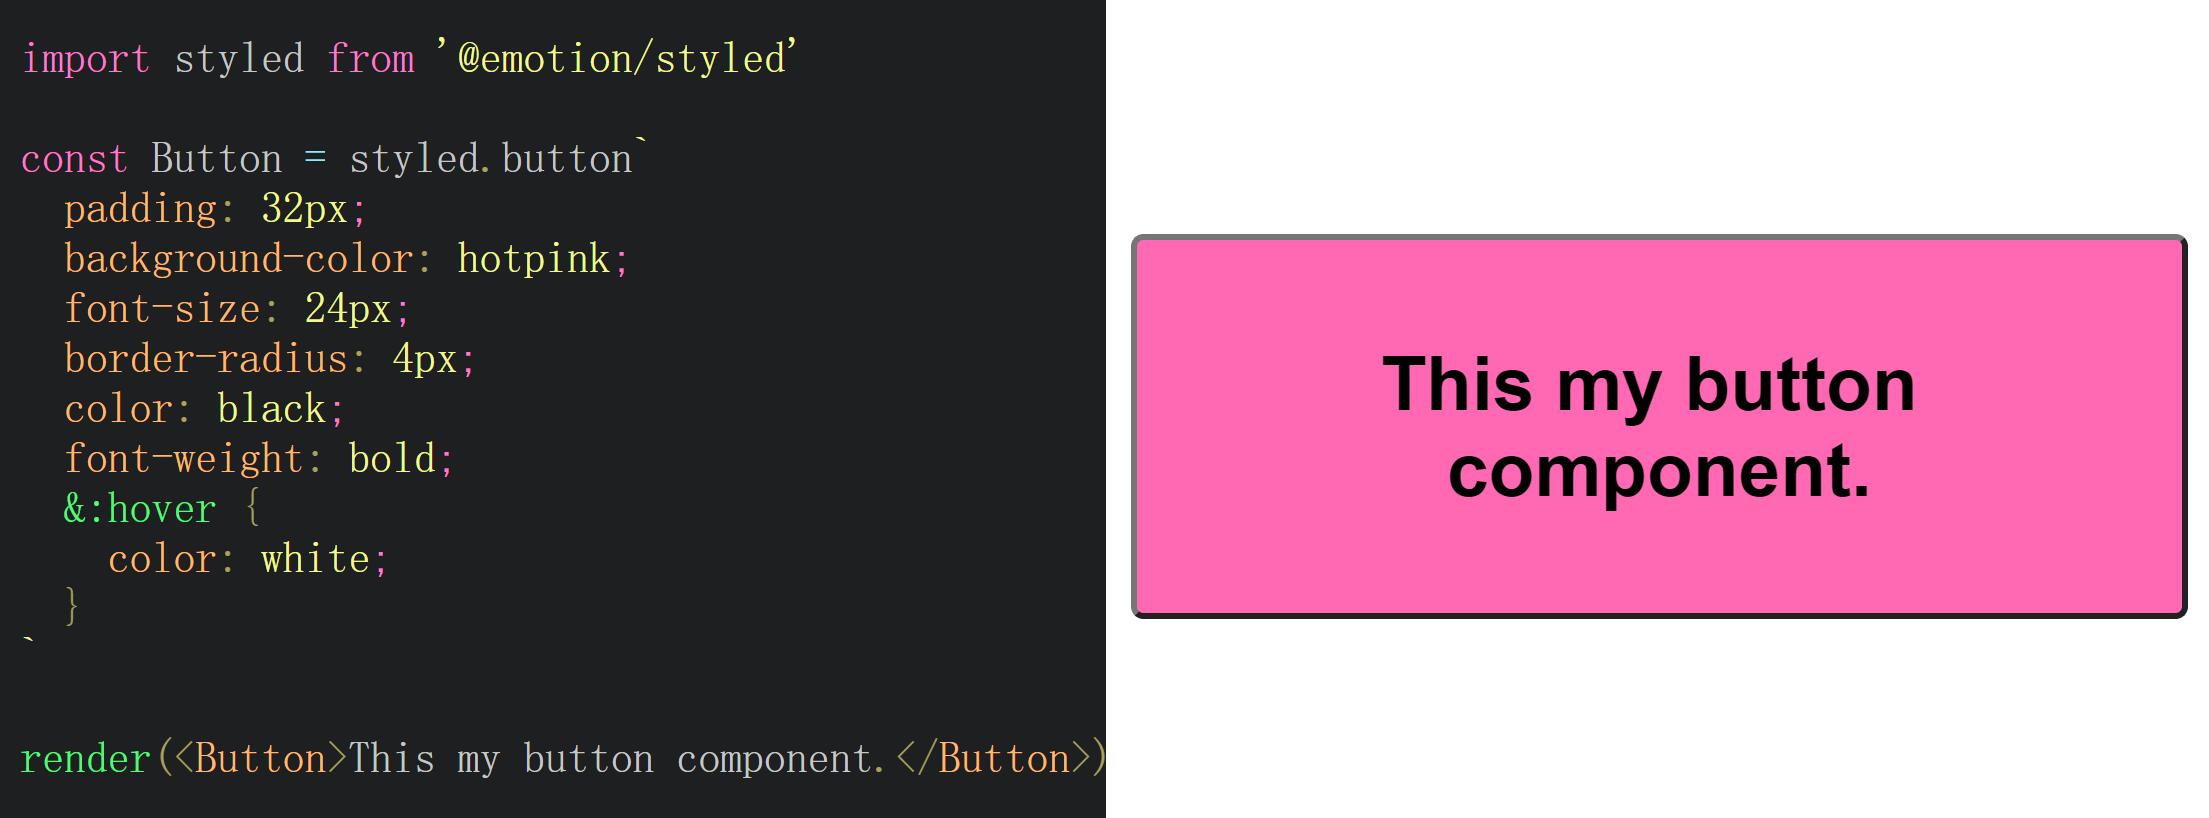 import styled from '@emotion/styled'
const Button = styled.button`
  padding: 32px;
  background-color: hotpink;
  font-size: 24px;
  border-radius: 4px;
  color: black;
  font-weight: bold;
  &:hover {
    color: white;
  }
`
render(<Button>This my button component.</Button>)
This my button
component.